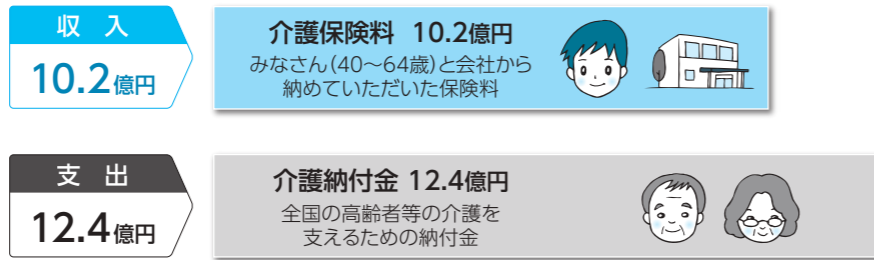 収 入
10.2億円
介護保険料 10.2億円
みなさん(40〜64歳)と会社から
納めていただいた保険料
支 出
12.4億円
介護納付金 12.4億円
全国の高齢者等の介護を
支えるための納付金